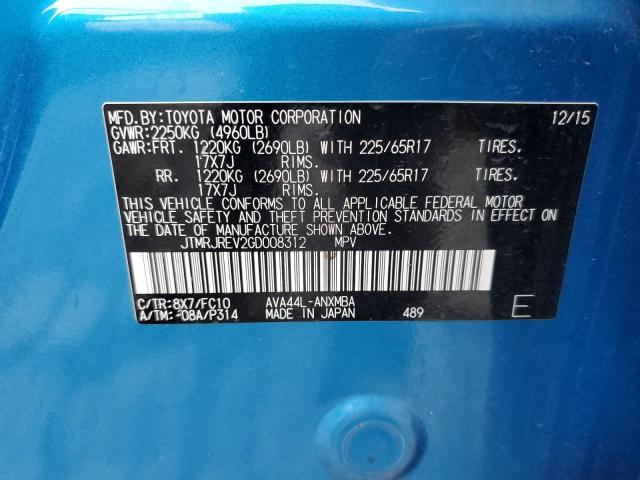 MFD.BY:TOYOTA MOTOR CORPORATION 12/15
GVWR:2250KG (4960LB)
GAWR:FRT. 1220KG (2690LB) WITH 225/65R17 TIRES.
17X7J RIMS.
RR. 1220KG (2690LB) WITH 225/65R17 TIRES.
17X7J RIMS.
THIS VEHICLE CONFORMS TO ALL APPLICABLE FEDERAL MOTOR
VEHICLE SAFETY AND THEFT PREVENTION STANDARDS IN EFFECT ON
THE DATE OF MANUFACTURE SHOWN ABOVE.
JTMRJREV2GD008312 MPV
C/TR:8X7/FC10 AVA44L-ANXMBA
A/TM:-08A/P314 MADE IN JAPAN 489 E